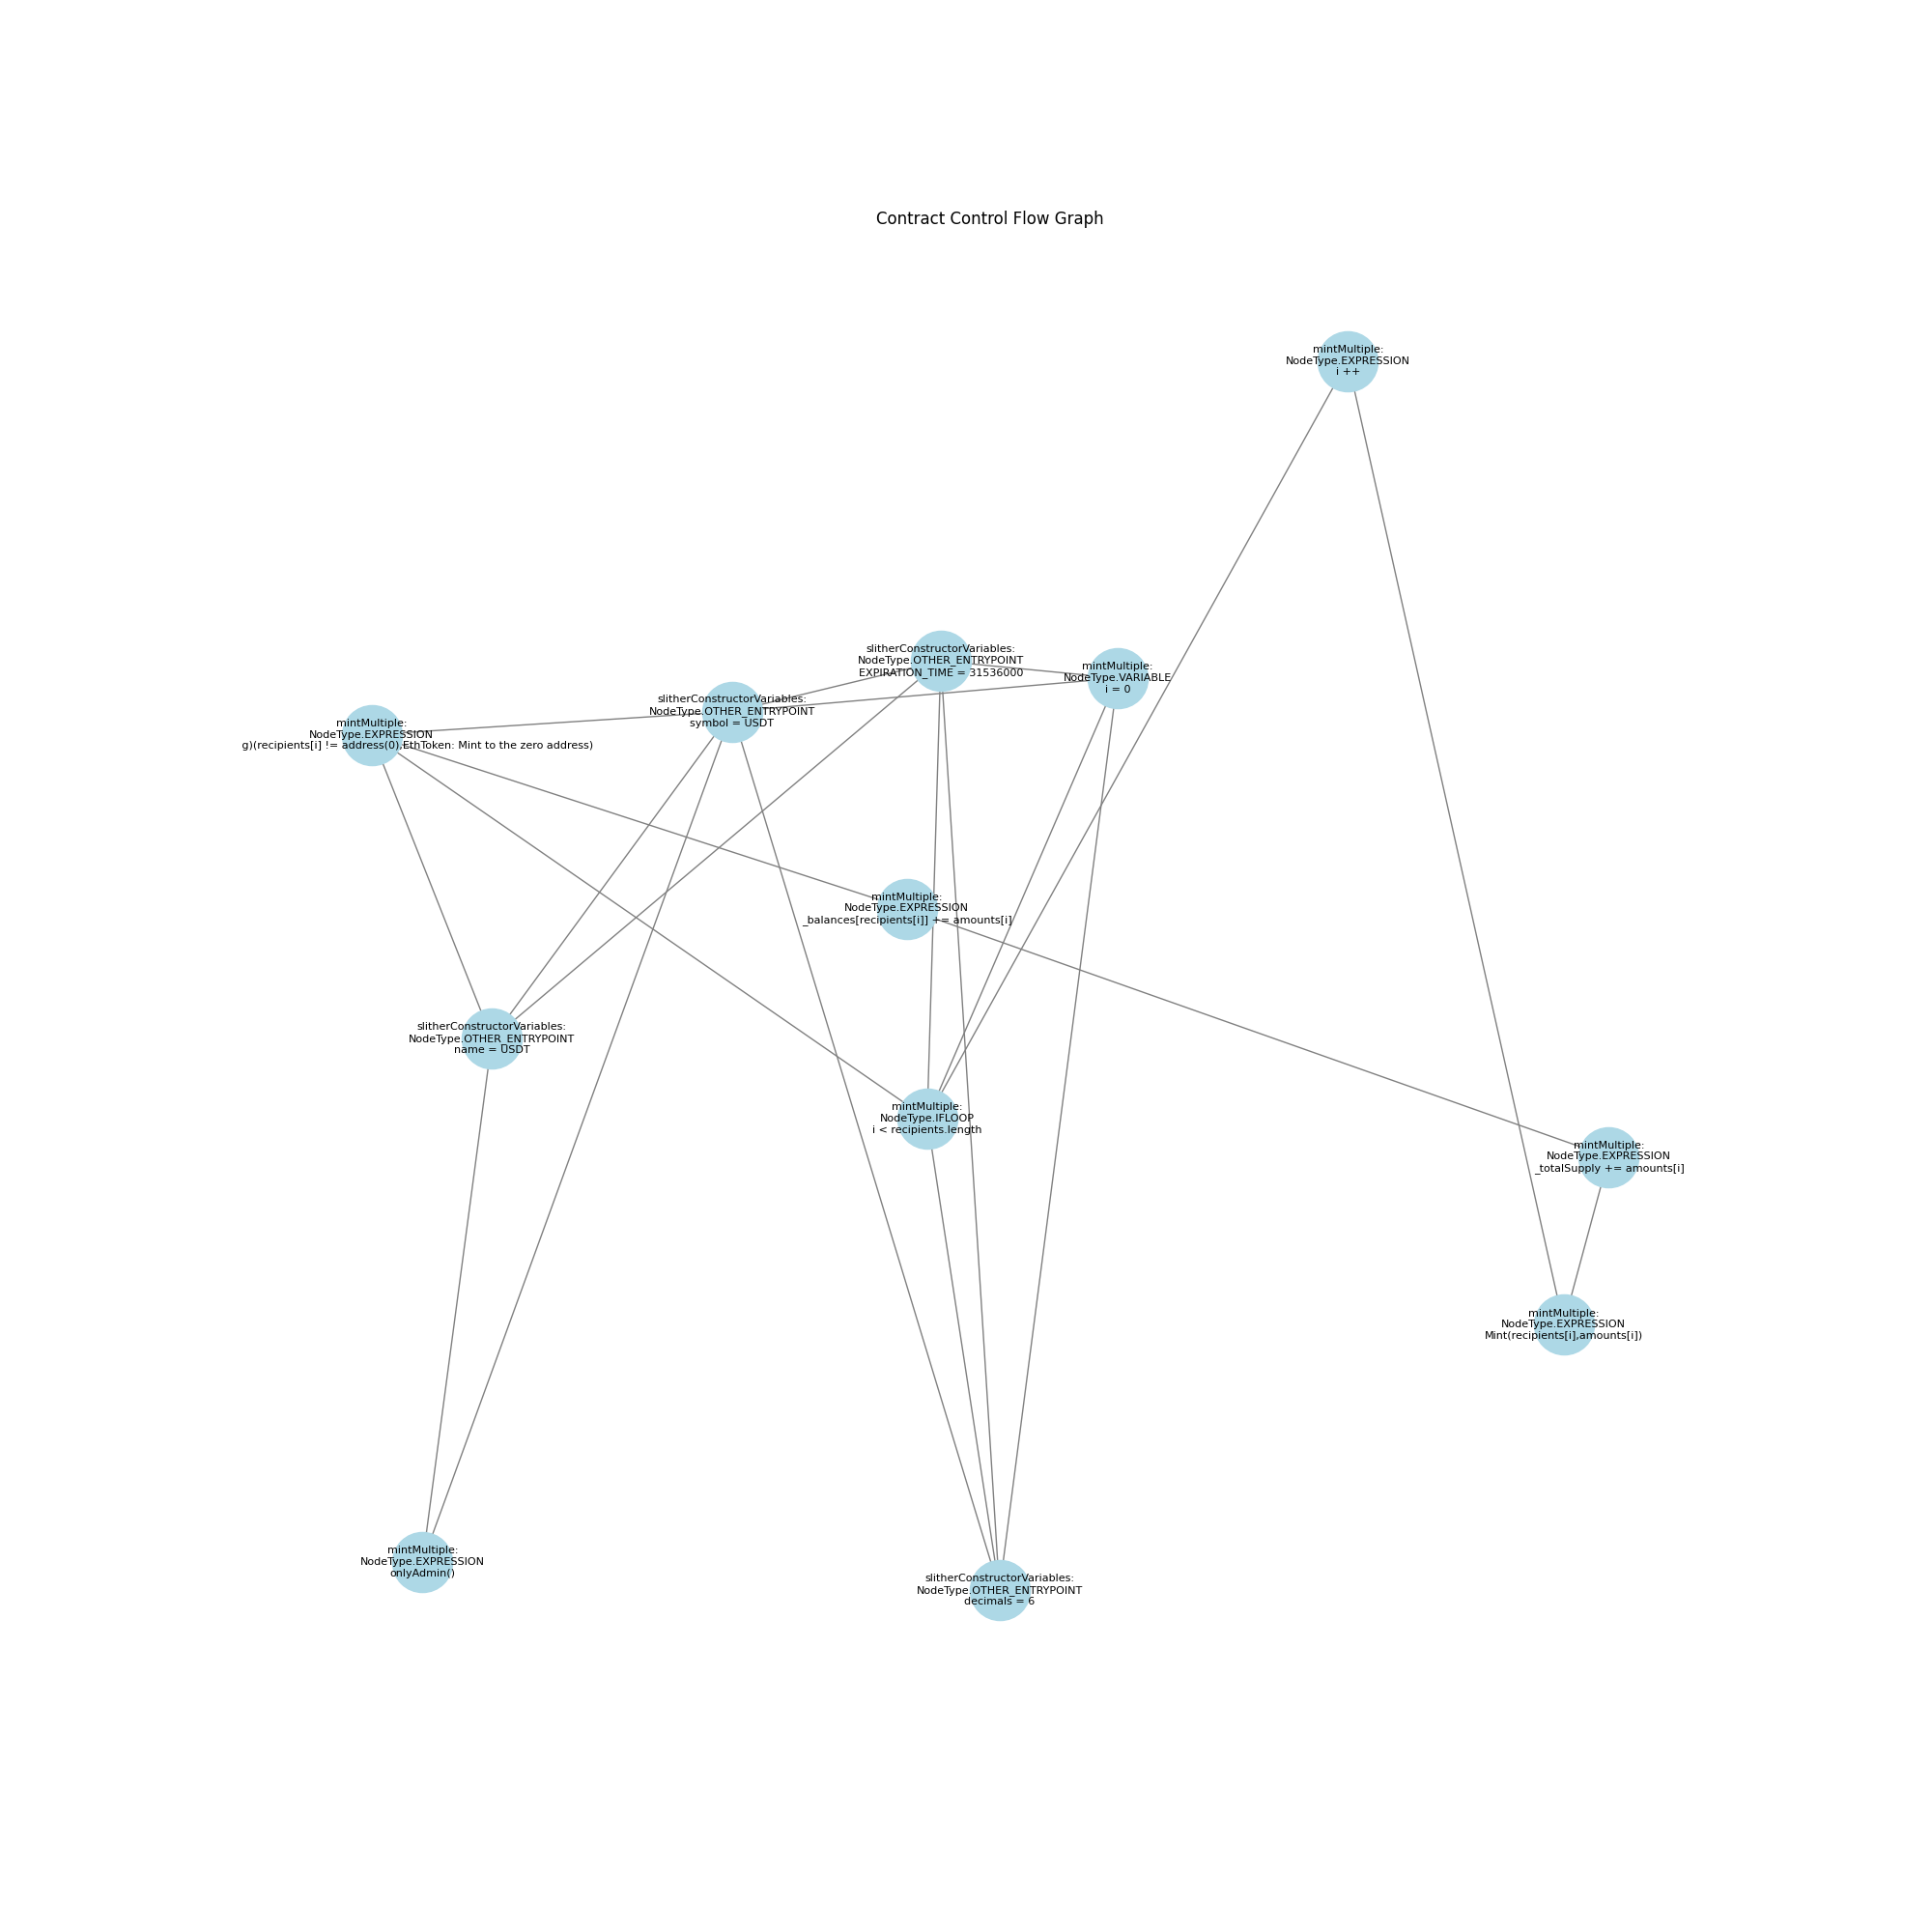 Contract Control Flow Graph
mintMultiple:
NodeType.EXPRESSION
i ++
slitherConstructorVariables:
NodeType.OTHER_ENTRYPOINT
EXPIRATION_TIME = 31536000
mintMultiple:
NodeType.VARIABLE
i = 0
slitherConstructorVariables:
NodeType.OTHER_ENTRYPOINT
symbol = USDT
mintMultiple:
NodeType.EXPRESSION
g)(recipients[i] != address(0),EthToken: Mint to the zero address)
mintMultiple:
NodeType.EXPRESSION
_balances[recipients[i]] += amounts[i]
slitherConstructorVariables:
NodeType.OTHER_ENTRYPOINT
name = USDT
mintMultiple:
NodeType.IFLOOP
i < recipients.length
mintMultiple:
NodeType.EXPRESSION
_totalSupply += amounts[i]
mintMultiple:
NodeType.EXPRESSION
Mint(recipients[i],amounts[i])
mintMultiple:
NodeType.EXPRESSION
onlyAdmin()
slitherConstructorVariables:
NodeType.OTHER_ENTRYPOINT
decimals = 6